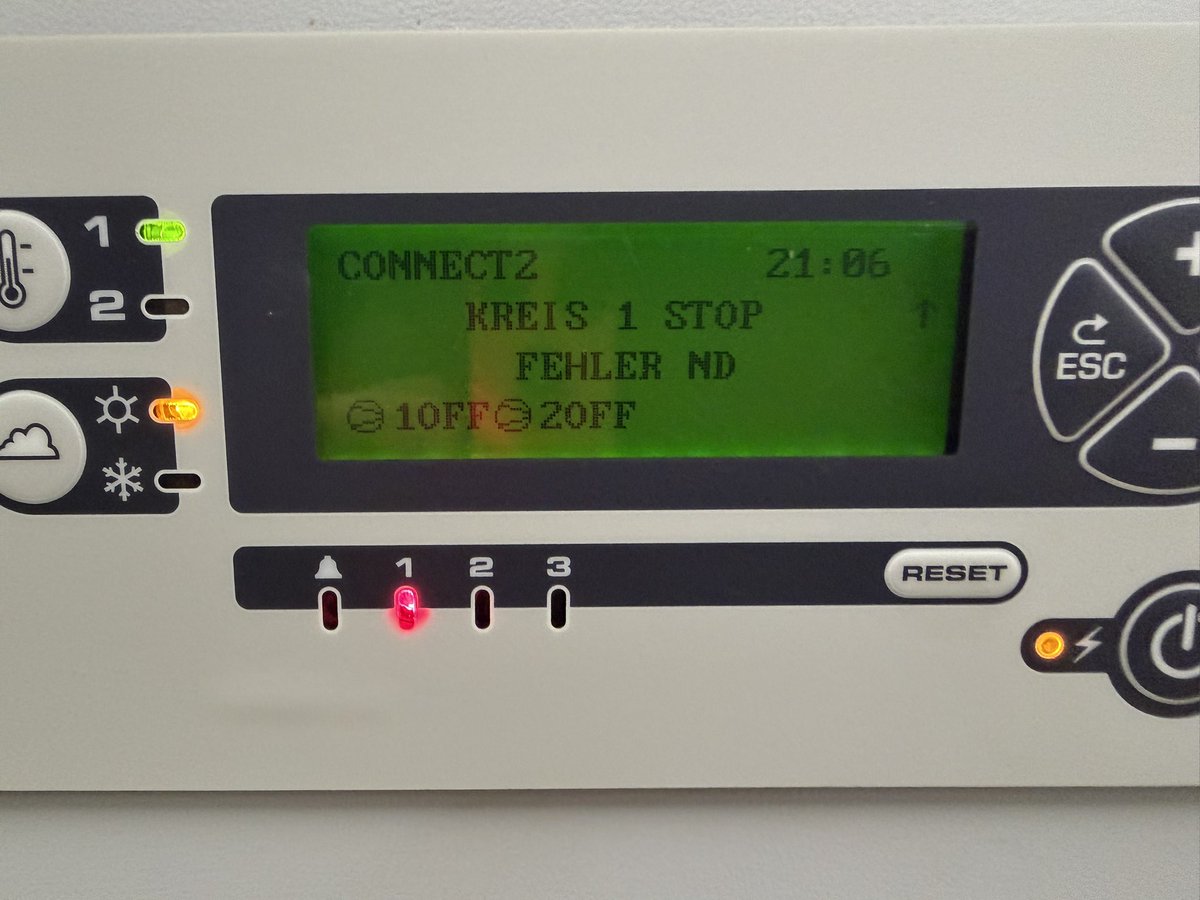 1
2
CONNECT2 21:06
KREIS 1 STOP
FEHLER ND
1OFF 2OFF
ESC
1 2 3
RESET